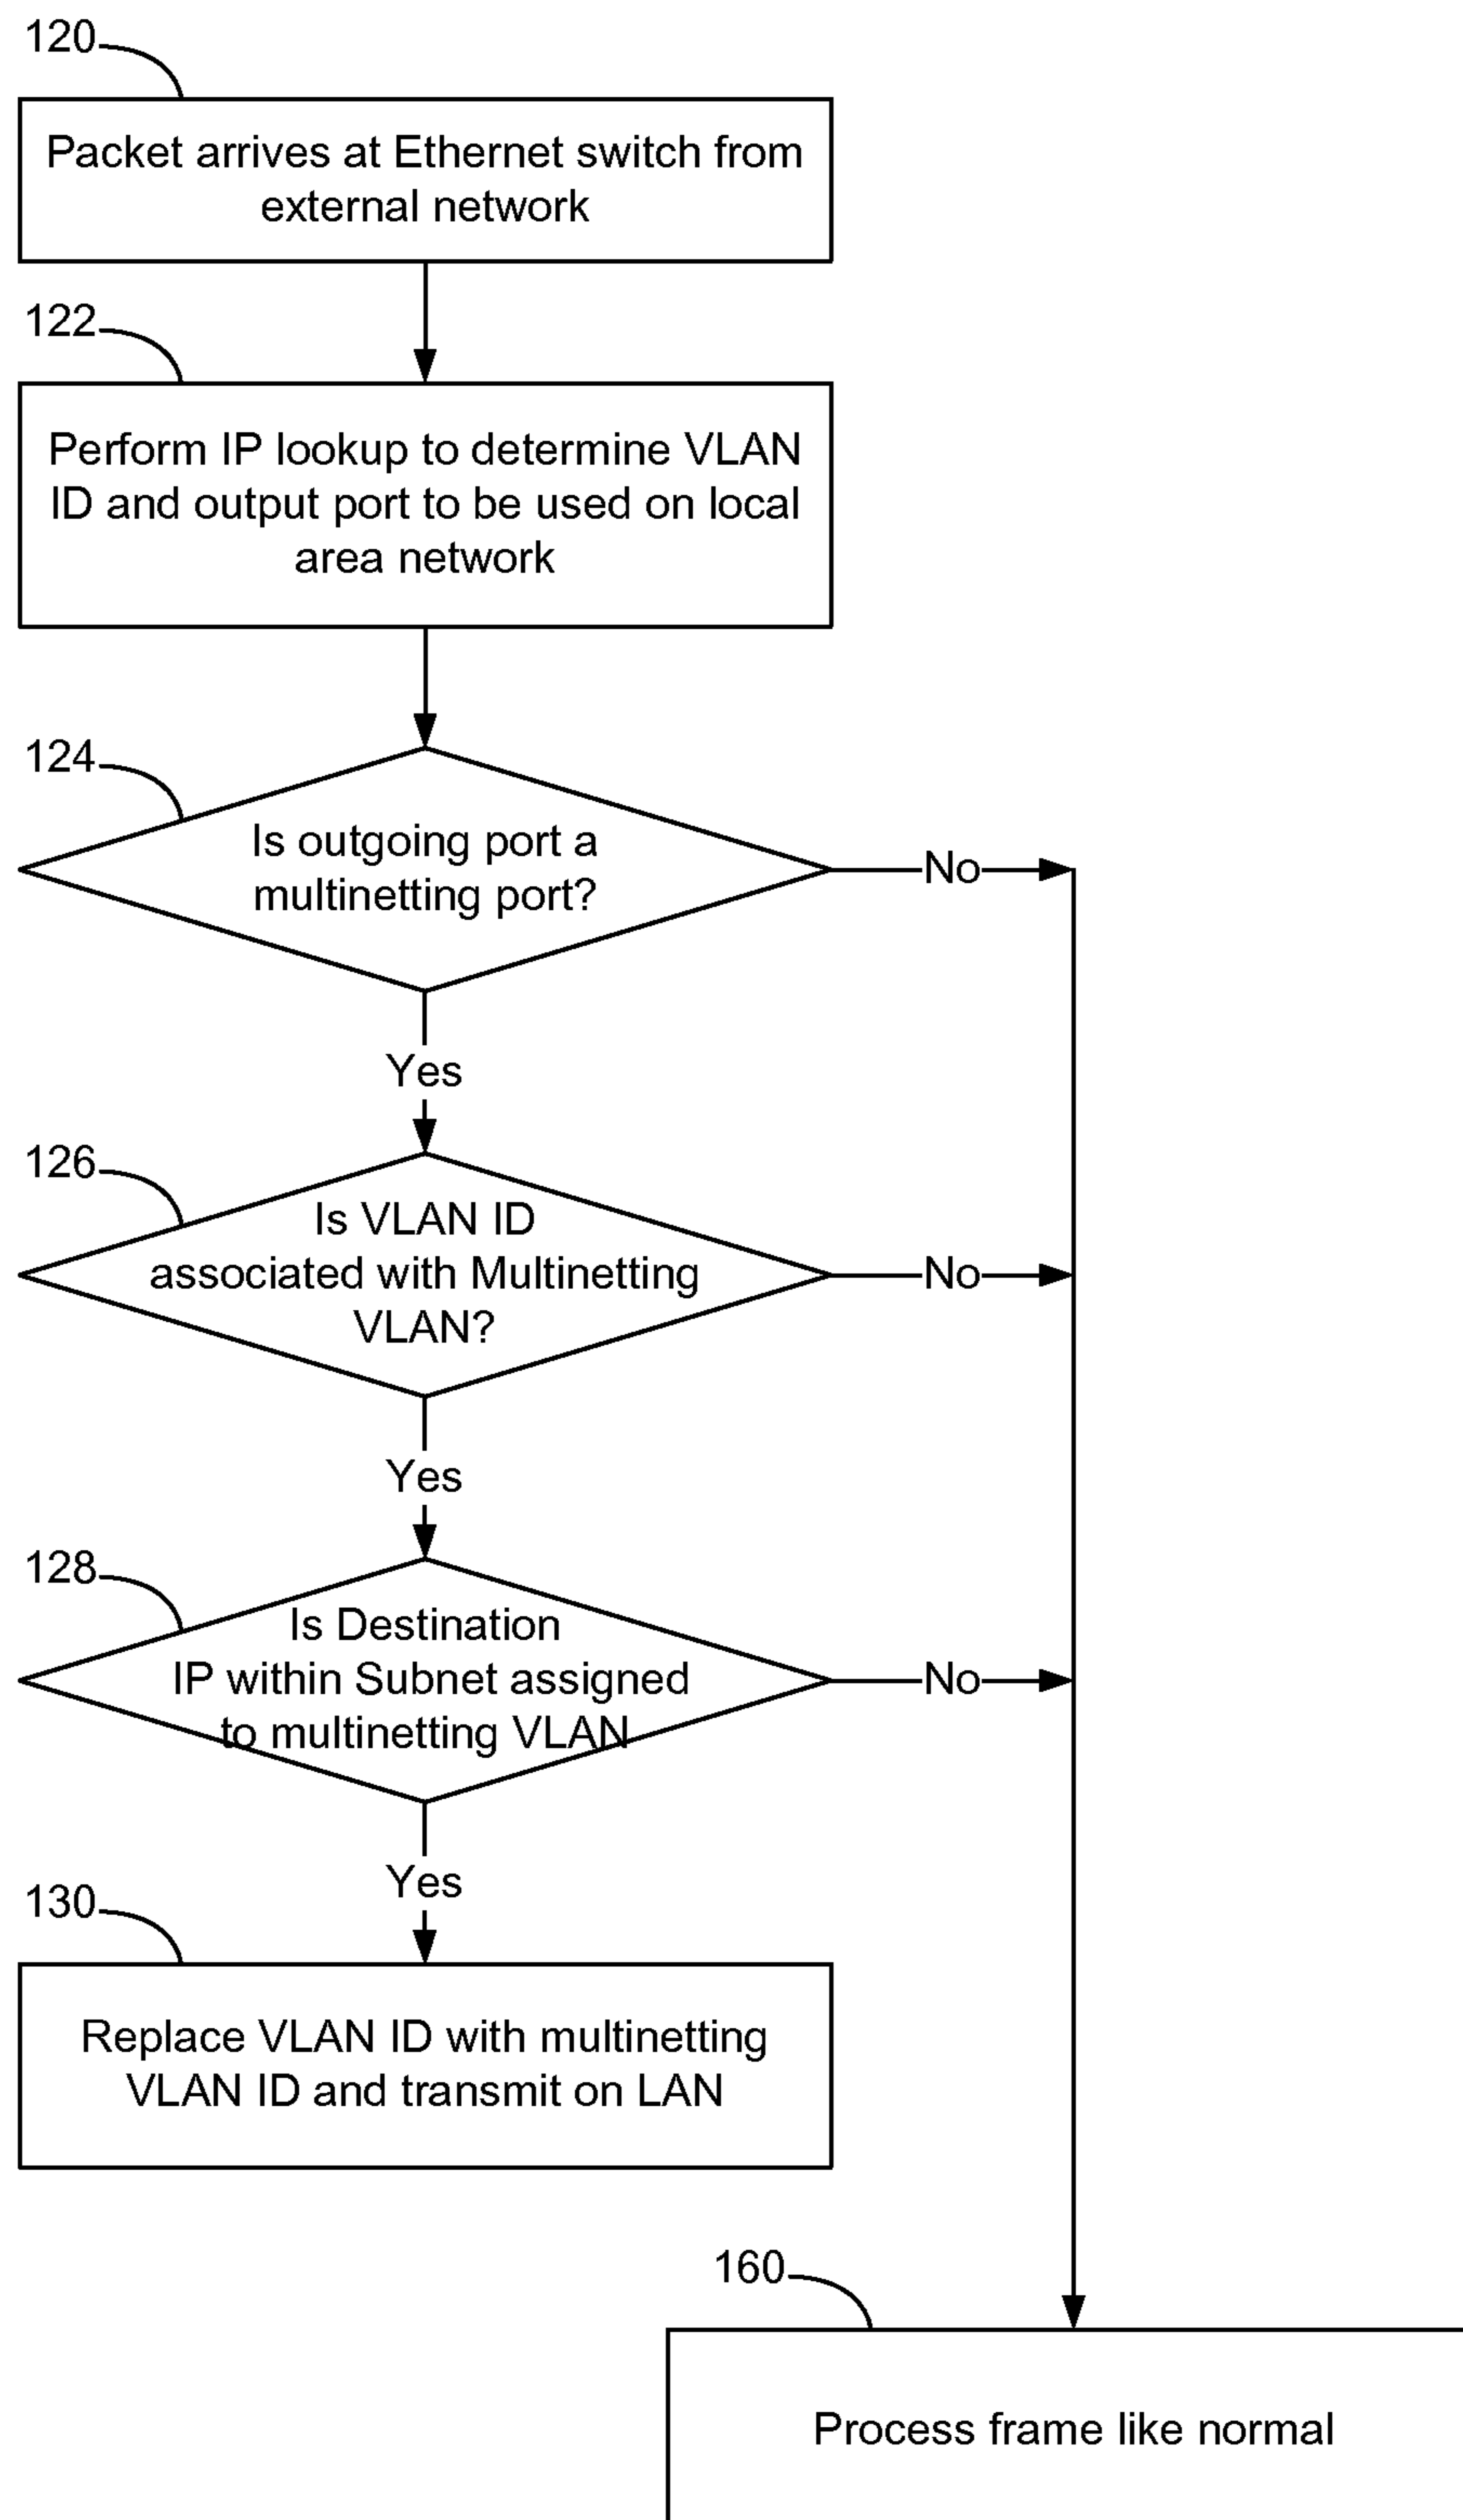 120
Packet arrives at Ethernet switch from
external network
122
Perform IP lookup to determine VLAN
ID and output port to be used on local
area network
124
Is outgoing port a
multinetting port?
No
Yes
126
Is VLAN ID
associated with Multinetting
VLAN?
No
Yes
128
Is Destination
IP within Subnet assigned
to multinetting VLAN
No
Yes
130
Replace VLAN ID with multinetting
VLAN ID and transmit on LAN
160
Process frame like normal